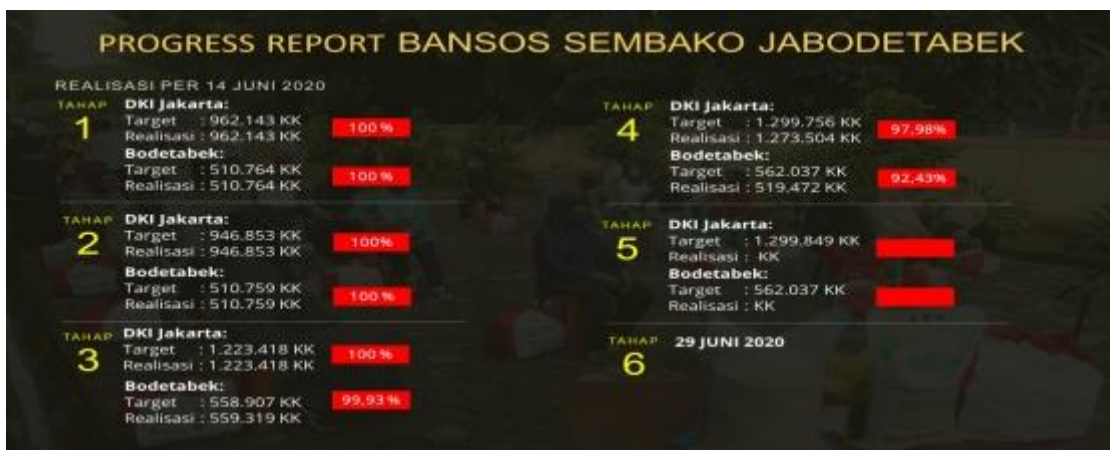 PROGRESS REPORT BANSOS SEMBAKO JABODETABEK
REALISASI PER 14 JUNI 2020
TAHAP 1
DKI Jakarta:
Target : 962.143 KK
Realisasi : 962.143 KK
100%
Bodetabek:
Target : 510.764 KK
Realisasi : 510.764 KK
100%
TAHAP 2
DKI Jakarta:
Target : 946.853 KK
Realisasi : 946.853 KK
100%
Bodetabek:
Target : 510.759 KK
Realisasi : 510.759 KK
100%
TAHAP 3
DKI Jakarta:
Target : 1.223.418 KK
Realisasi : 1.223.418 KK
100%
Bodetabek:
Target : 558.907 KK
Realisasi : 559.319 KK
99,93%
TAHAP 4
DKI Jakarta:
Target : 1.299.756 KK
Realisasi : 1.273.504 KK
97,98%
Bodetabek:
Target : 562.037 KK
Realisasi : 519,472 KK
92,43%
TAHAP 5
DKI Jakarta:
Target : 1.299.849 KK
Realisasi : KK
Bodetabek:
Target : 562.037 KK
Realisasi : KK
TAHAP 6
29 JUNI 2020